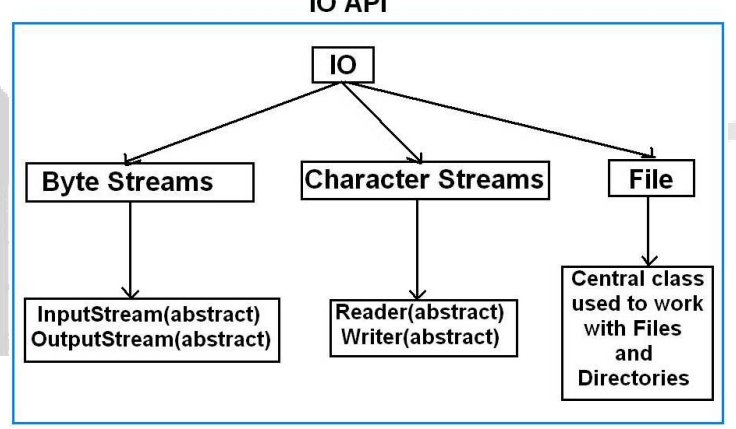 IO API
IO
Byte Streams
Character Streams
File
InputStream(abstract)
OutputStream(abstract)
Reader(abstract)
Writer(abstract)
Central class
used to work
with Files
and
Directories